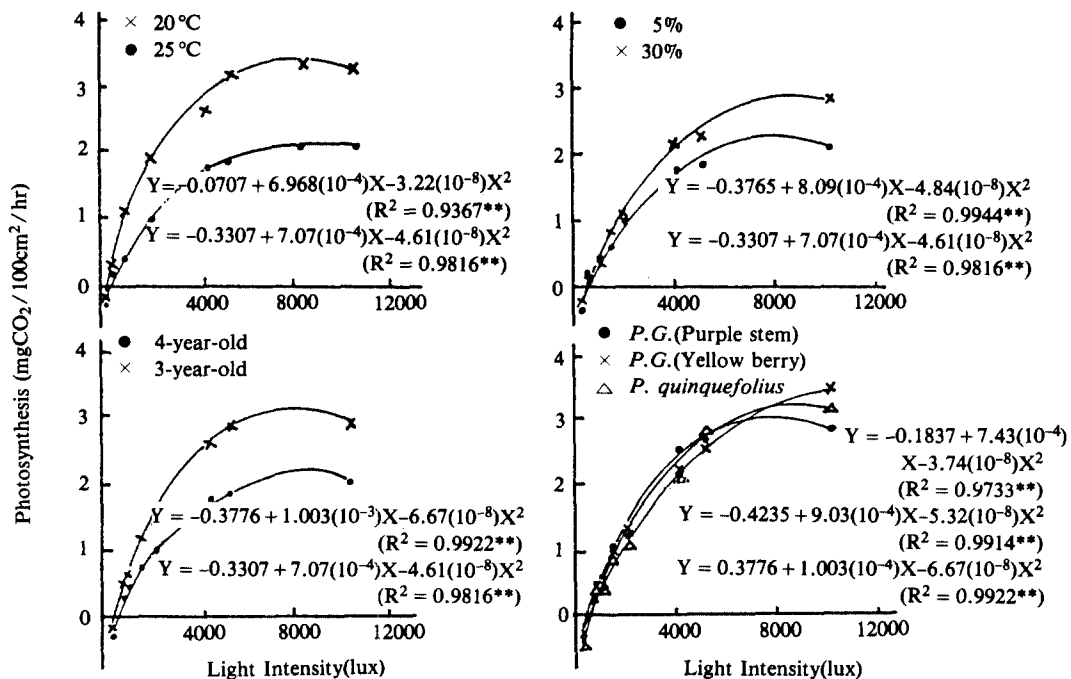 Photosynthesis (mgCO₂/100cm²/hr)
4
3
2
1
0
× 20 °C
● 25 °C
Y=-0.0707+6.968(10⁻⁴)X-3.22(10⁻⁸)X²
(R² = 0.9367**)
Y = -0.3307+7.07(10⁻⁴)X-4.61(10⁻⁸)X²
(R² = 0.9816**)
4000 8000 12000
4
3
2
1
0
● 5%
× 30%
Y = -0.3765+8.09(10⁻⁴)X-4.84(10⁻⁸)X²
(R² = 0.9944**)
Y = -0.3307+7.07(10⁻⁴)X-4.61(10⁻⁸)X²
(R² = 0.9816**)
4000 8000 12000
4
3
2
1
0
● 4-year-old
× 3-year-old
Y = -0.3776+1.003(10⁻³)X-6.67(10⁻⁸)X²
(R² = 0.9922**)
Y = -0.3307+7.07(10⁻⁴)X-4.61(10⁻⁸)X²
(R² = 0.9816**)
4000 8000 12000
Light Intensity(lux)
4
3
2
1
0
● P.G.(Purple stem)
× P.G.(Yellow berry)
△ P. quinquefolius
Y = -0.1837+7.43(10⁻⁴)
X-3.74(10⁻⁸)X²
(R² = 0.9733**)
Y = -0.4235+9.03(10⁻⁴)X-5.32(10⁻⁸)X²
(R² = 0.9914**)
Y = 0.3776+1.003(10⁻⁴)X-6.67(10⁻⁸)X²
(R² = 0.9922**)
4000 8000 12000
Light Intensity(lux)